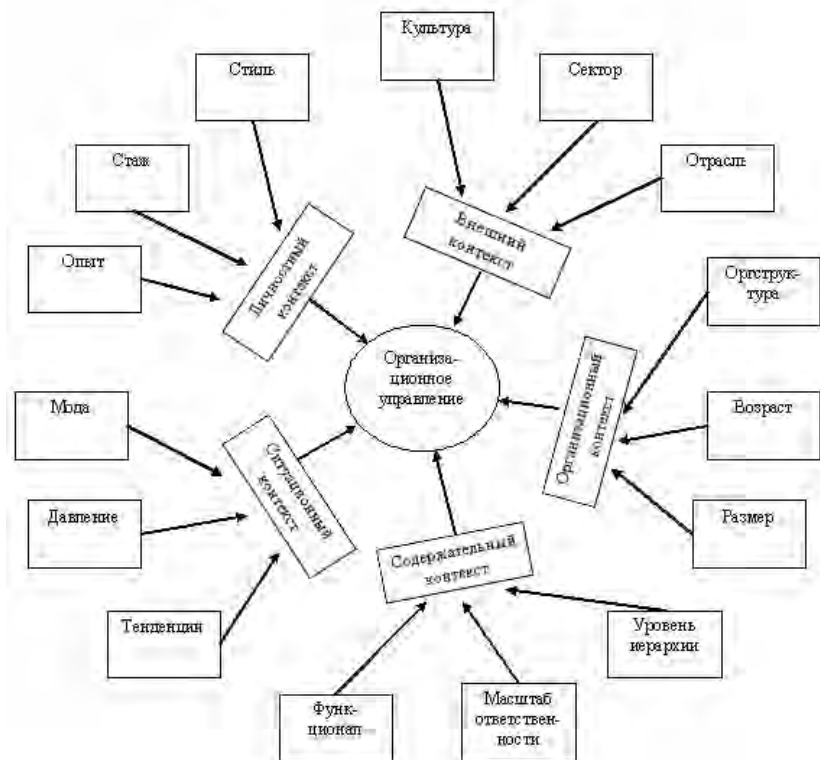 Культура
Стиль
Сектор
Стаж
Отрасль
Внешний
контекст
Опыт
Личностный
контекст
Оргструк-
тура
Организа-
ционное
управление
Мода
Возраст
Организационный
контекст
Ситуационный
контекст
Давление
Размер
Содержательный
контекст
Тенденции
Уровень
иерархии
Функ-
ционал
Масштаб
ответствен-
ности